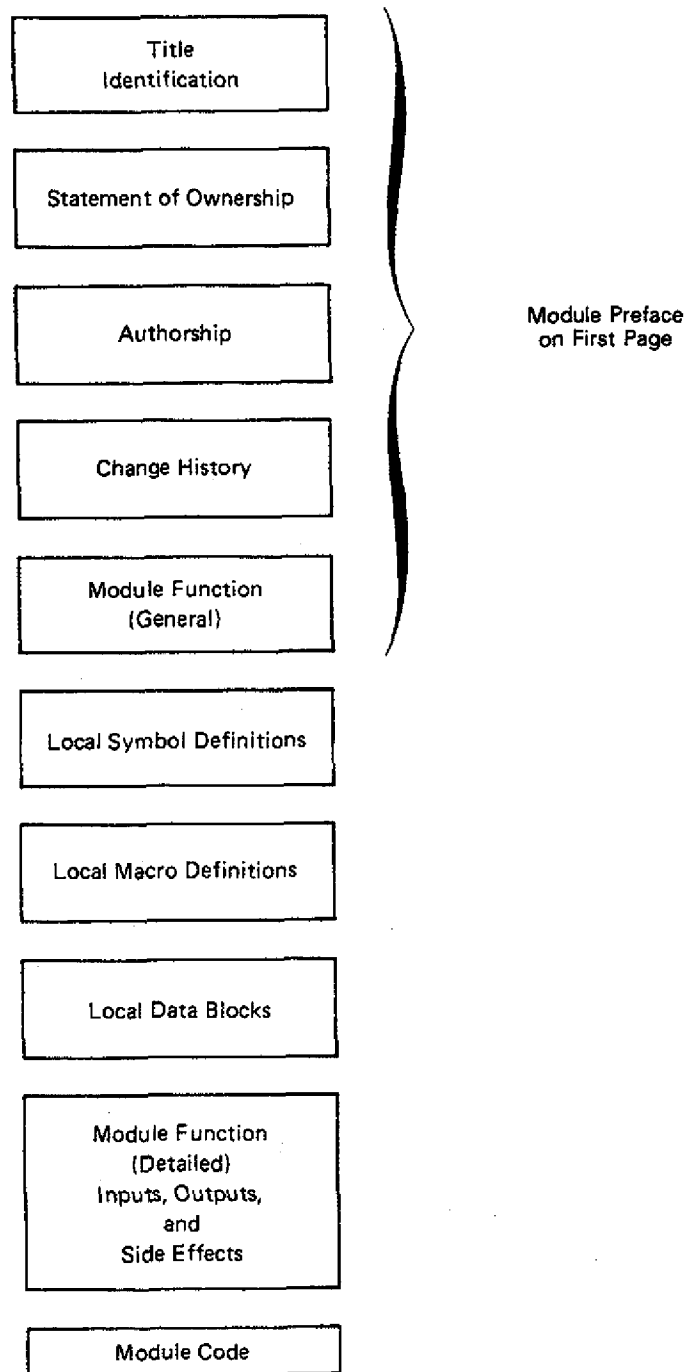 Title
Identification
Statement of Ownership
Authorship
Module Preface
on First Page
Change History
Module Function
(General)
Local Symbol Definitions
Local Macro Definitions
Local Data Blocks
Module Function
(Detailed)
Inputs, Outputs,
and
Side Effects
Module Code